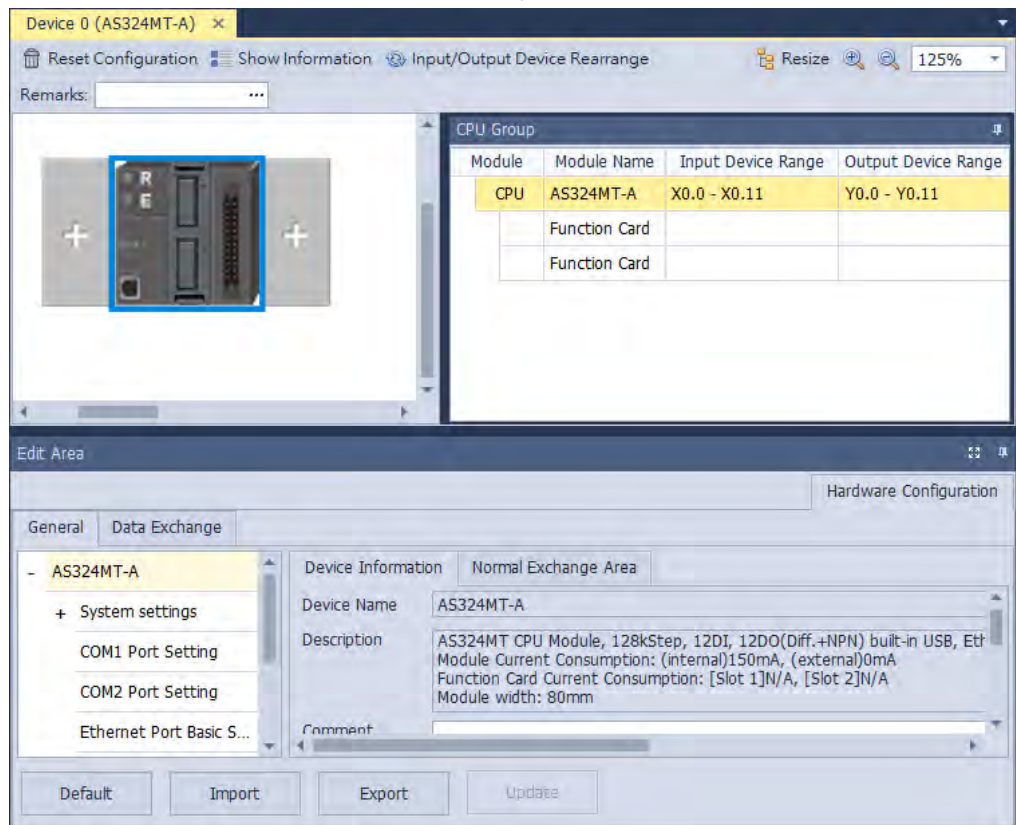 Device 0 (AS324MT-A) ×
Reset Configuration Show Information Input/Output Device Rearrange Resize 125%
Remarks: ...
CPU Group
Module Module Name Input Device Range Output Device Range
CPU AS324MT-A X0.0 - X0.11 Y0.0 - Y0.11
Function Card
Function Card
R
E
+ +
Edit Area
Hardware Configuration
General Data Exchange
- AS324MT-A
+ System settings
COM1 Port Setting
COM2 Port Setting
Ethernet Port Basic S...
Device Information Normal Exchange Area
Device Name AS324MT-A
Description AS324MT CPU Module, 128kStep, 12DI, 12DO(Diff.+NPN) built-in USB, Eth
Module Current Consumption: (internal)150mA, (external)0mA
Function Card Current Consumption: [Slot 1]N/A, [Slot 2]N/A
Module width: 80mm
Comment
Default Import Export Update